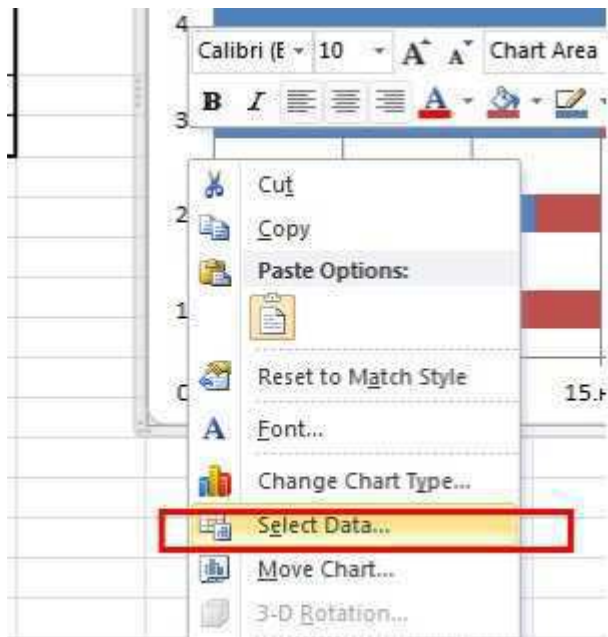 4
Calibri (E 10 A A Chart Area
B I A
3
Cut
2
Copy
Paste Options:
1
Reset to Match Style
15.
Font...
Change Chart Type...
Select Data...
Move Chart...
3-D Rotation...